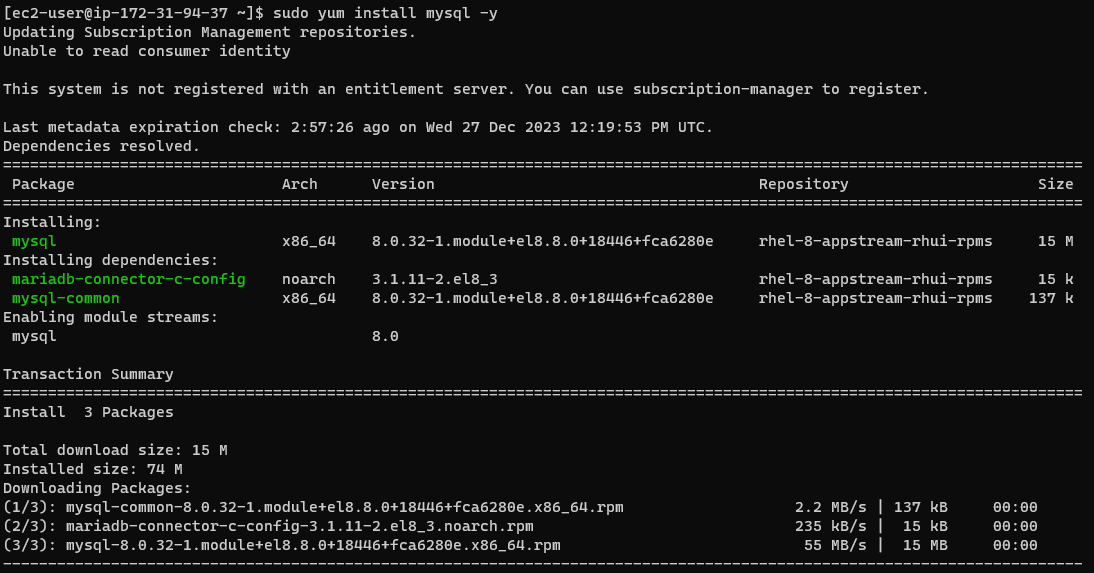 [ec2-user@ip-172-31-94-37 ~]$ sudo yum install mysql -y
Updating Subscription Management repositories.
Unable to read consumer identity

This system is not registered with an entitlement server. You can use subscription-manager to register.

Last metadata expiration check: 2:57:26 ago on Wed 27 Dec 2023 12:19:53 PM UTC.
Dependencies resolved.
========================================================================================================================
 Package                       Arch      Version                                    Repository                     Size
========================================================================================================================
Installing:
 mysql                         x86_64    8.0.32-1.module+el8.8.0+18446+fca6280e     rhel-8-appstream-rhui-rpms     15 M
Installing dependencies:
 mariadb-connector-c-config    noarch    3.1.11-2.el8_3                             rhel-8-appstream-rhui-rpms     15 k
 mysql-common                  x86_64    8.0.32-1.module+el8.8.0+18446+fca6280e     rhel-8-appstream-rhui-rpms    137 k
Enabling module streams:
 mysql                                   8.0

Transaction Summary
========================================================================================================================
Install  3 Packages

Total download size: 15 M
Installed size: 74 M
Downloading Packages:
(1/3): mysql-common-8.0.32-1.module+el8.8.0+18446+fca6280e.x86_64.rpm                   2.2 MB/s | 137 kB     00:00
(2/3): mariadb-connector-c-config-3.1.11-2.el8_3.noarch.rpm                             235 kB/s |  15 kB     00:00
(3/3): mysql-8.0.32-1.module+el8.8.0+18446+fca6280e.x86_64.rpm                           55 MB/s |  15 MB     00:00
------------------------------------------------------------------------------------------------------------------------